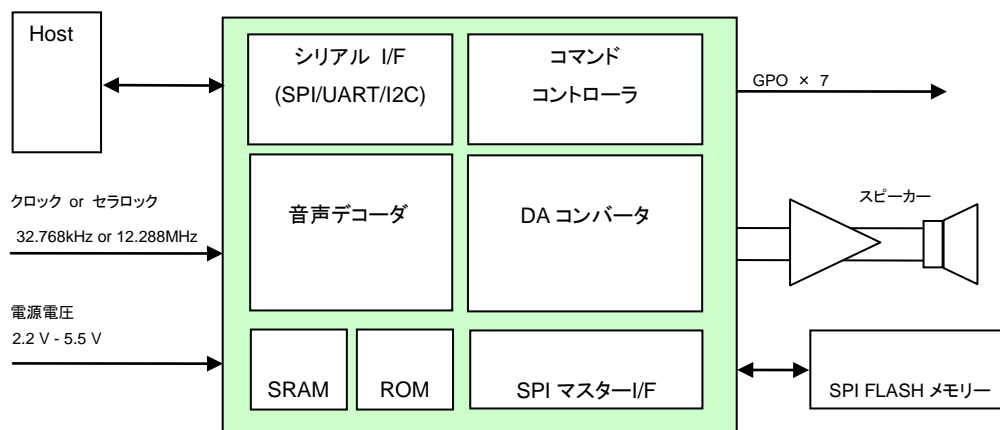 Host
シリアル I/F
(SPI/UART/I2C)
コマンド
コントローラ
GPO × 7
クロック or セラロック
32.768kHz or 12.288MHz
音声デコーダ
DA コンバータ
スピーカー
電源電圧
2.2 V - 5.5 V
SRAM
ROM
SPI マスターI/F
SPI FLASH メモリー